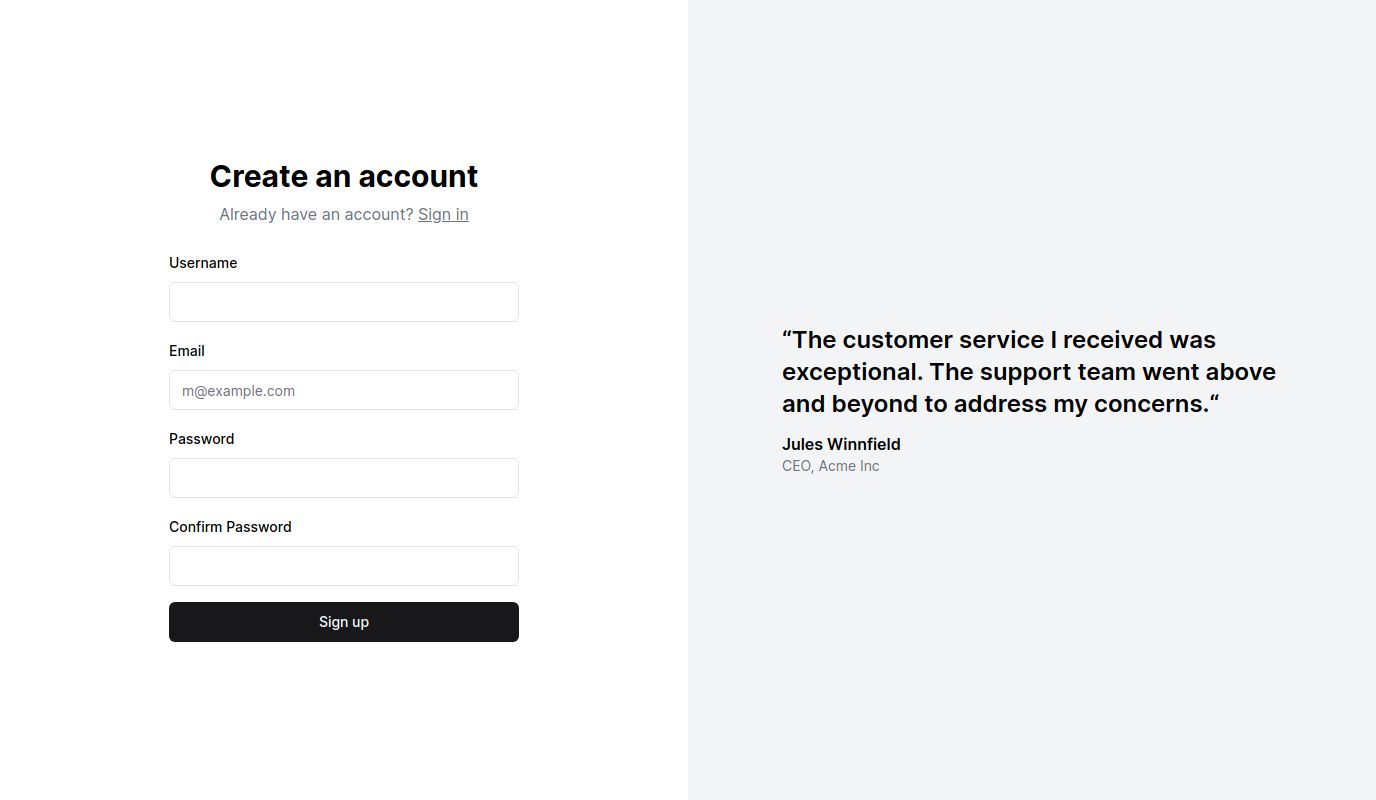 Create an account
Already have an account? Sign in
Username
Email
m@example.com
Password
Confirm Password
Sign up
“The customer service I received was
exceptional. The support team went above
and beyond to address my concerns.“
Jules Winnfield
CEO, Acme Inc